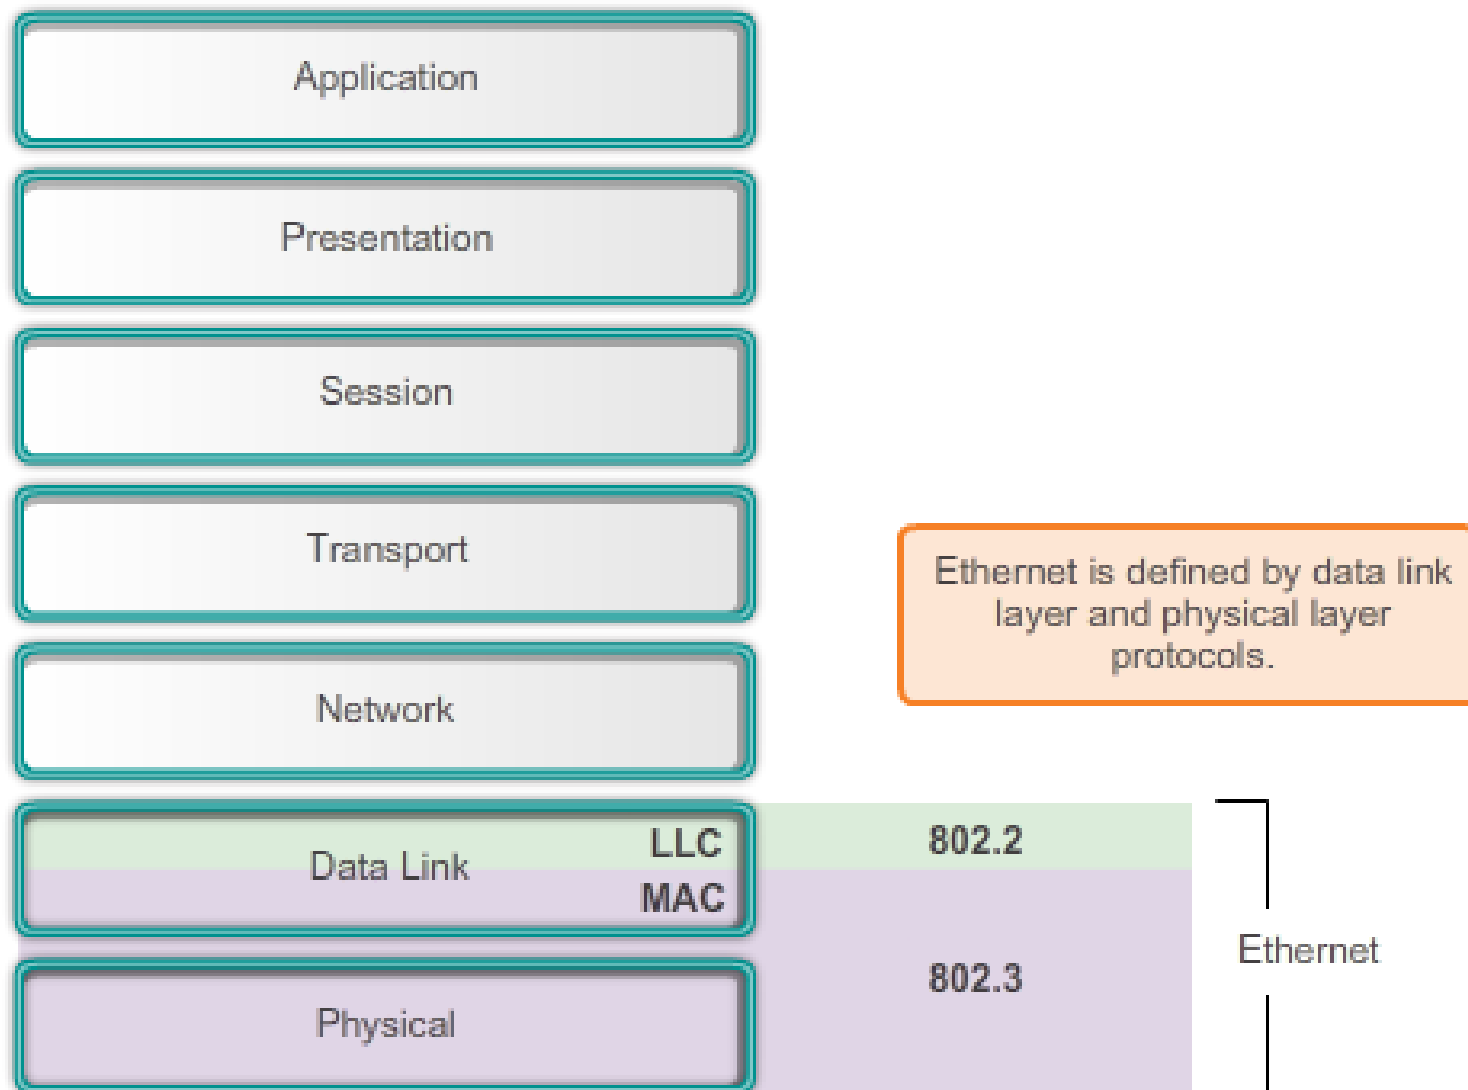 Application
Presentation
Session
Transport
Ethernet is defined by data link
layer and physical layer
protocols.
Network
LLC
802.2
Data Link
MAC
Ethernet
802.3
Physical